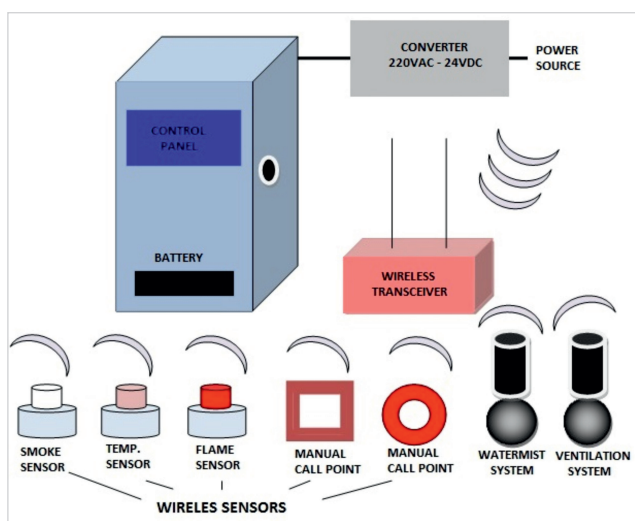 CONVERTER
220VAC - 24VDC
POWER
SOURCE
CONTROL
PANEL
BATTERY
WIRELESS
TRANSCEIVER
SMOKE
SENSOR
TEMP.
SENSOR
FLAME
SENSOR
MANUAL
CALL POINT
MANUAL
CALL POINT
WATERMIST
SYSTEM
VENTILATION
SYSTEM
WIRELES SENSORS